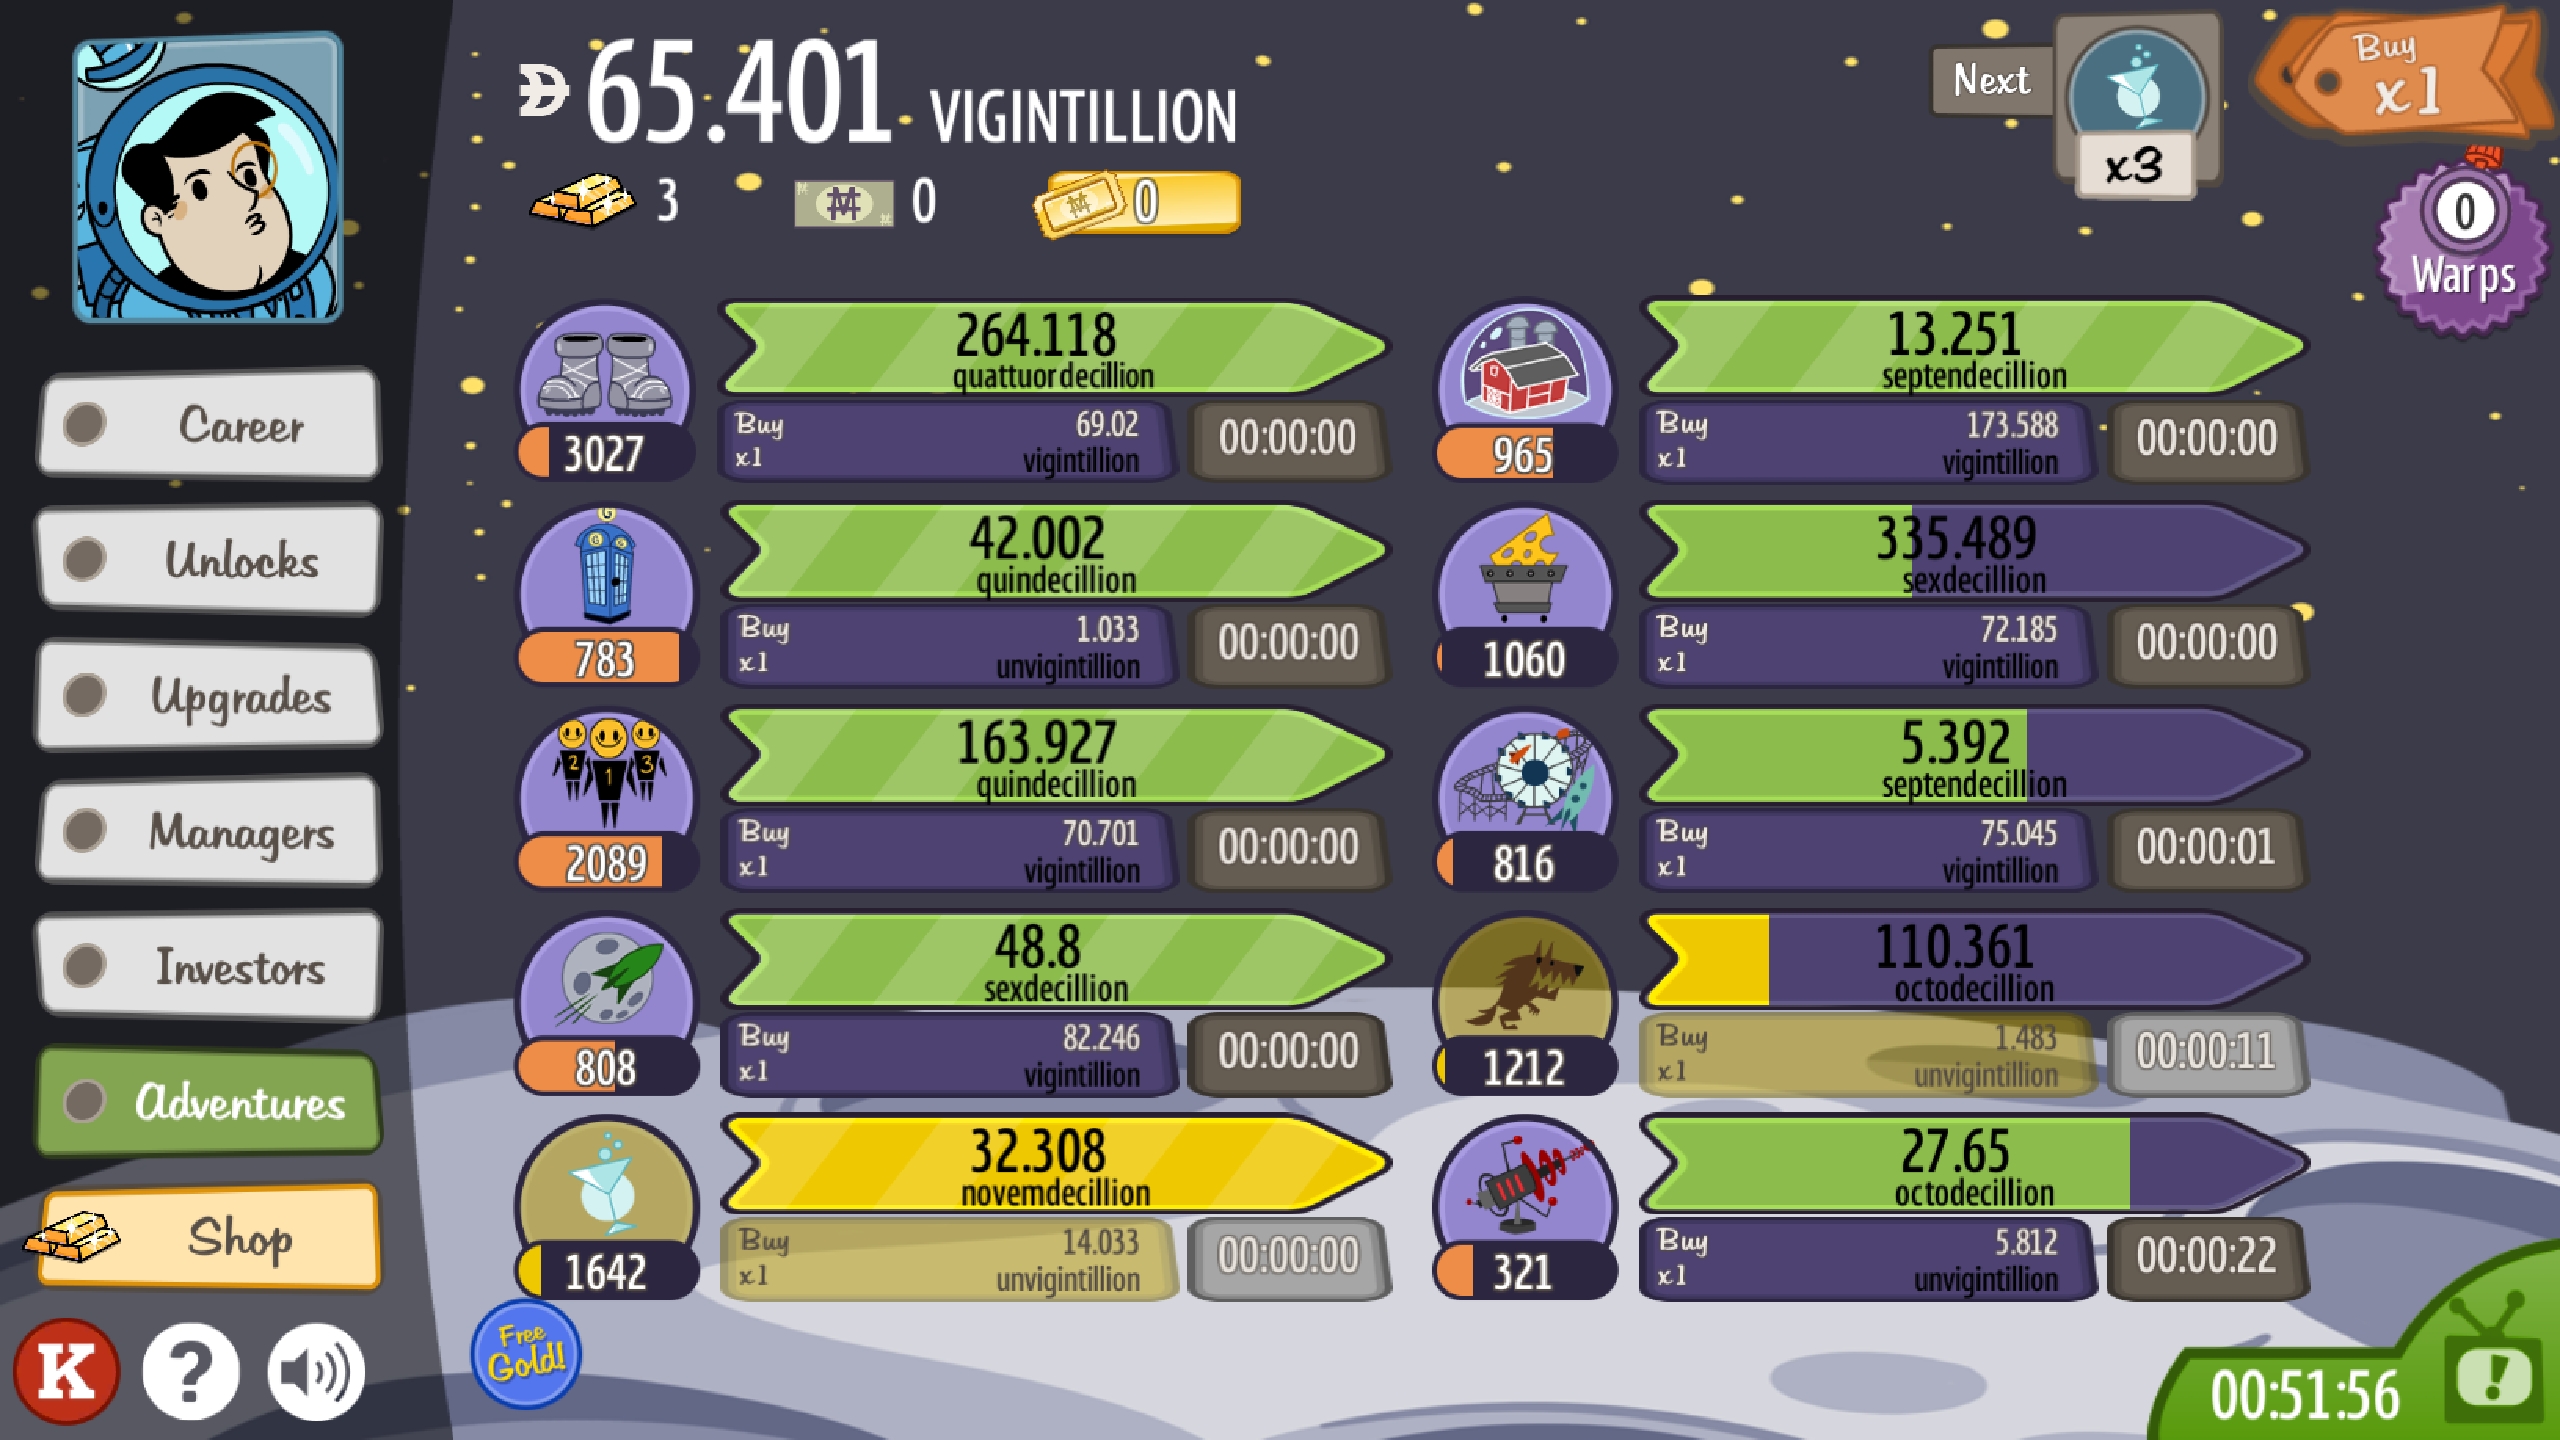 65.401 VIGINTILLION
3
0
0
Next
x3
Buy
x1
0
Warps
Career
Unlocks
Upgrades
Managers
Investors
Adventures
Shop
K
?
264.118
quattuordecillion
3027
Buy
x1
69.02
vigintillion
00:00:00
G
G G
42.002
quindecillion
783
Buy
x1
1.033
unvigintillion
00:00:00
2 1 3
163.927
quindecillion
2089
Buy
x1
70.701
vigintillion
00:00:00
48.8
sexdecillion
808
Buy
x1
82.246
vigintillion
00:00:00
32.308
novemdecillion
1642
Buy
x1
14.033
unvigintillion
00:00:00
13.251
septendecillion
965
Buy
x1
173.588
vigintillion
00:00:00
335.489
sexdecillion
1060
Buy
x1
72.185
vigintillion
00:00:00
5.392
septendecillion
816
Buy
x1
75.045
vigintillion
00:00:01
110.361
octodecillion
1212
Buy
x1
1.483
unvigintillion
00:00:11
27.65
octodecillion
321
Buy
x1
5.812
unvigintillion
00:00:22
Free
Gold!
00:51:56
!